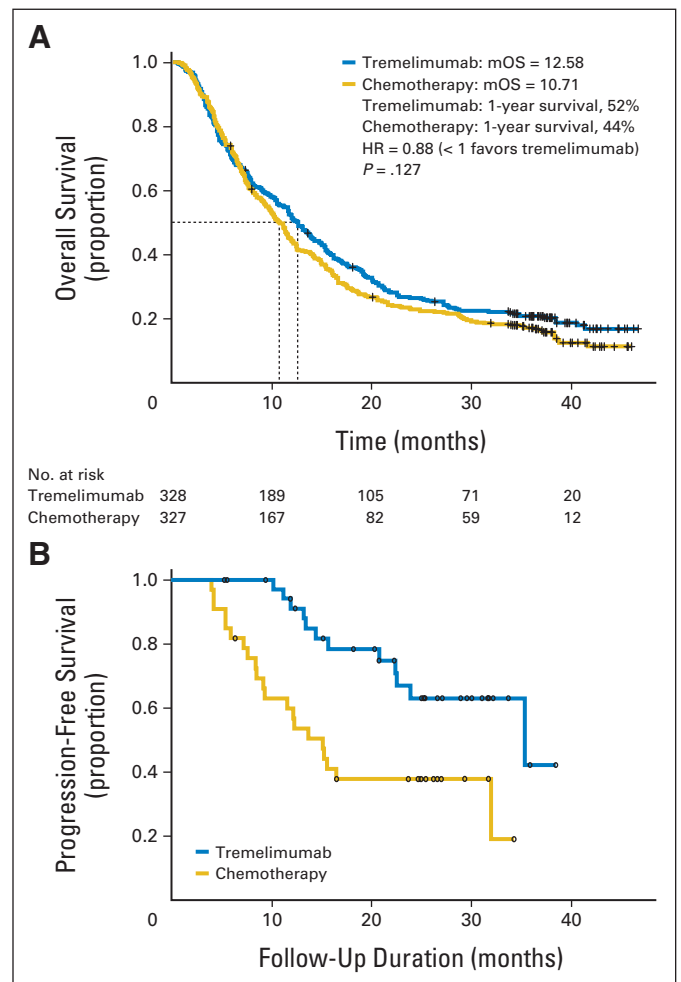 A
Overall Survival
(proportion)
1.0
0.8
0.6
0.4
0.2
Tremelimumab: mOS = 12.58
Chemotherapy: mOS = 10.71
Tremelimumab: 1-year survival, 52%
Chemotherapy: 1-year survival, 44%
HR = 0.88 (< 1 favors tremelimumab)
P = .127
0 10 20 30 40
Time (months)
No. at risk
Tremelimumab 328 189 105 71 20
Chemotherapy 327 167 82 59 12
B
Progression-Free Survival
(proportion)
1.0
0.8
0.6
0.4
0.2
Tremelimumab
Chemotherapy
0 10 20 30 40
Follow-Up Duration (months)